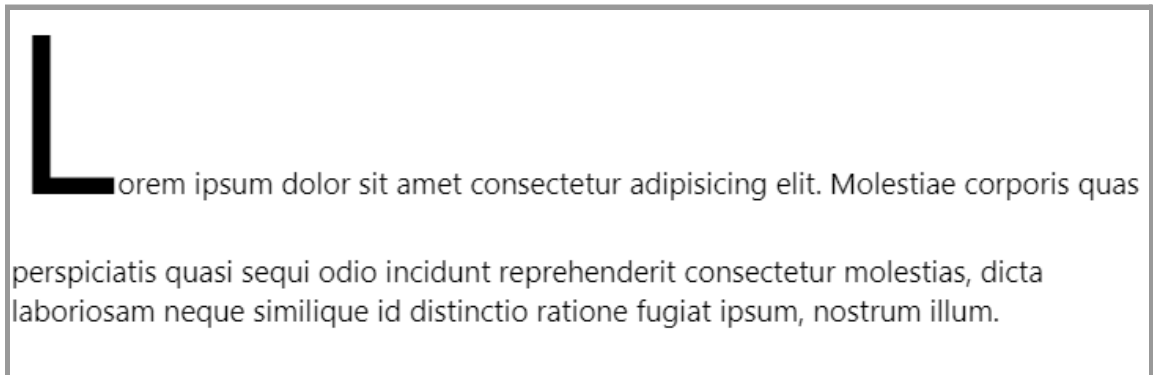 Lorem ipsum dolor sit amet consectetur adipisicing elit. Molestiae corporis quas
perspiciatis quasi sequi odio incidunt reprehenderit consectetur molestias, dicta
laboriosam neque similique id distinctio ratione fugiat ipsum, nostrum illum.